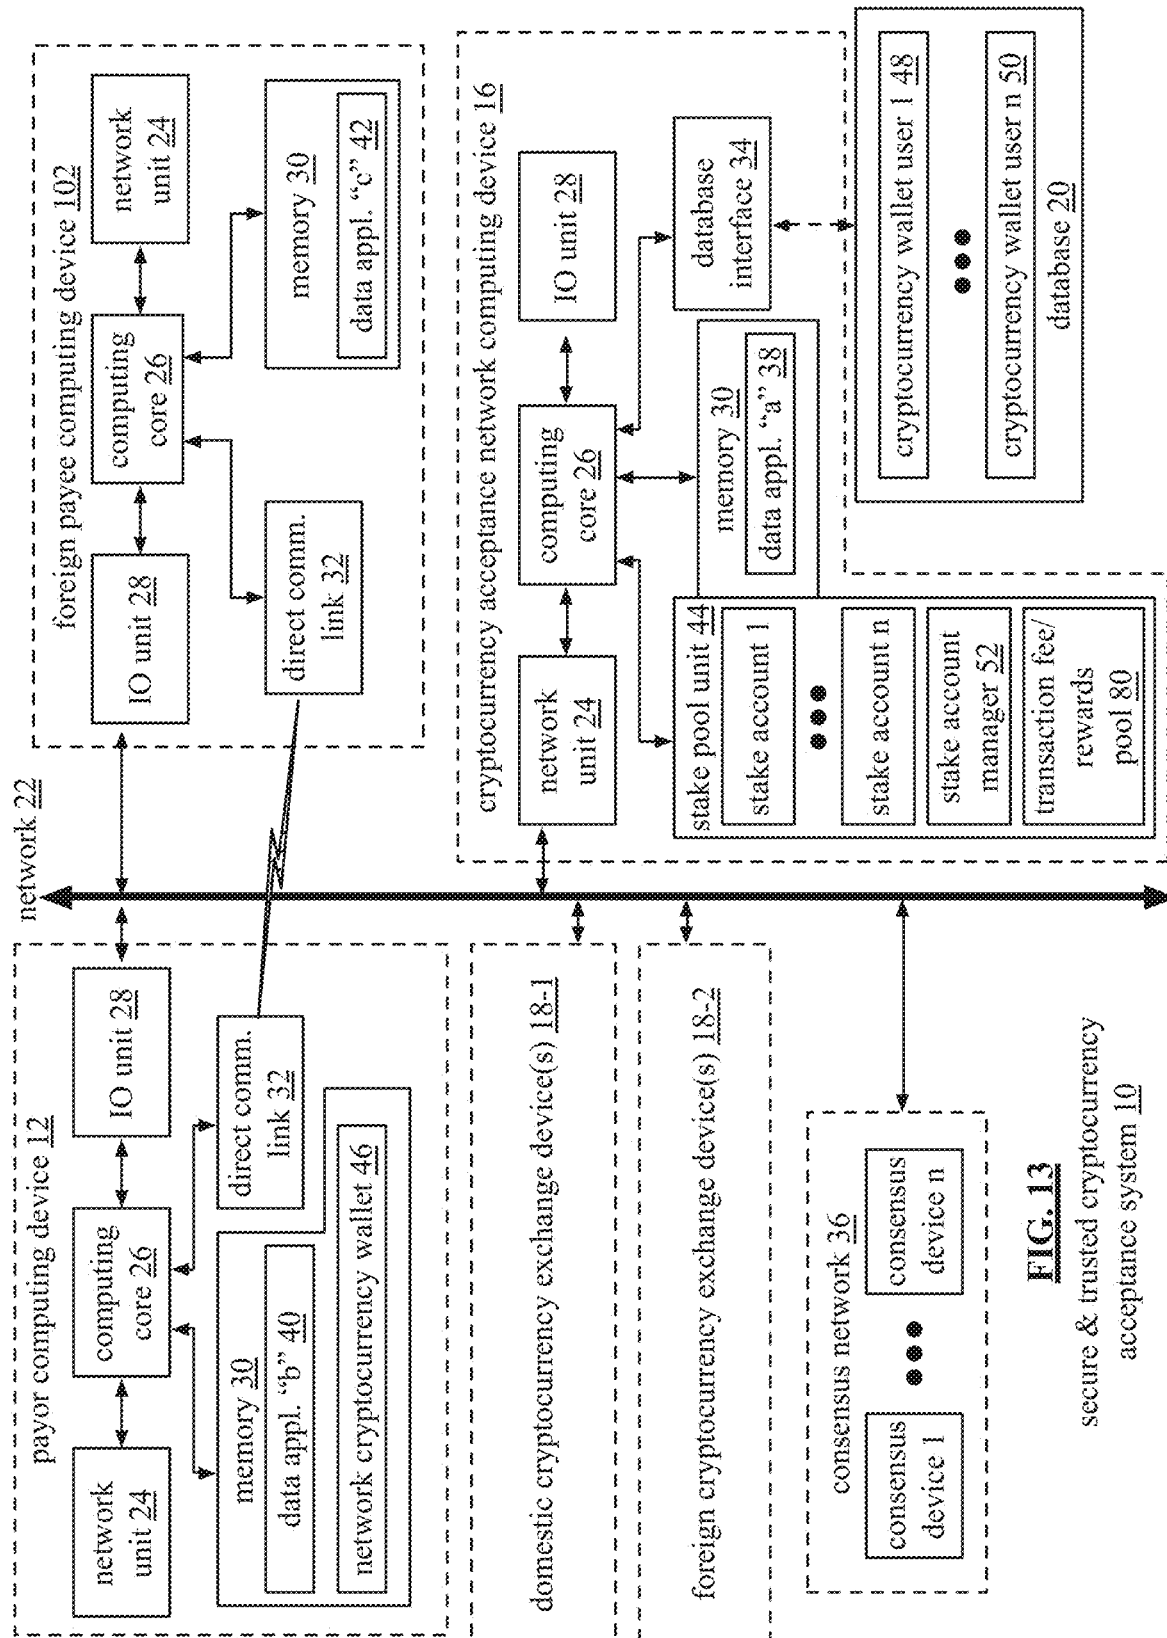 payor computing device 12
network
unit 24
computing
core 26
IO unit 28
memory 30
data appl. “b” 40
network cryptocurrency wallet 46
direct comm.
link 32
network 22
foreign payee computing device 102
IO unit 28
computing
core 26
network
unit 24
direct comm.
link 32
memory 30
data appl. “c” 42
domestic cryptocurrency exchange device(s) 18-1
foreign cryptocurrency exchange device(s) 18-2
cryptocurrency acceptance network computing device 16
network
unit 24
computing
core 26
IO unit 28
stake pool unit 44
stake account 1
stake account n
stake account
manager 52
transaction fee/
rewards
pool 80
memory 30
data appl. “a” 38
database
interface 34
cryptocurrency wallet user 1 48
cryptocurrency wallet user n 50
database 20
consensus network 36
consensus
device 1
consensus
device n
FIG. 13
secure & trusted cryptocurrency
acceptance system 10